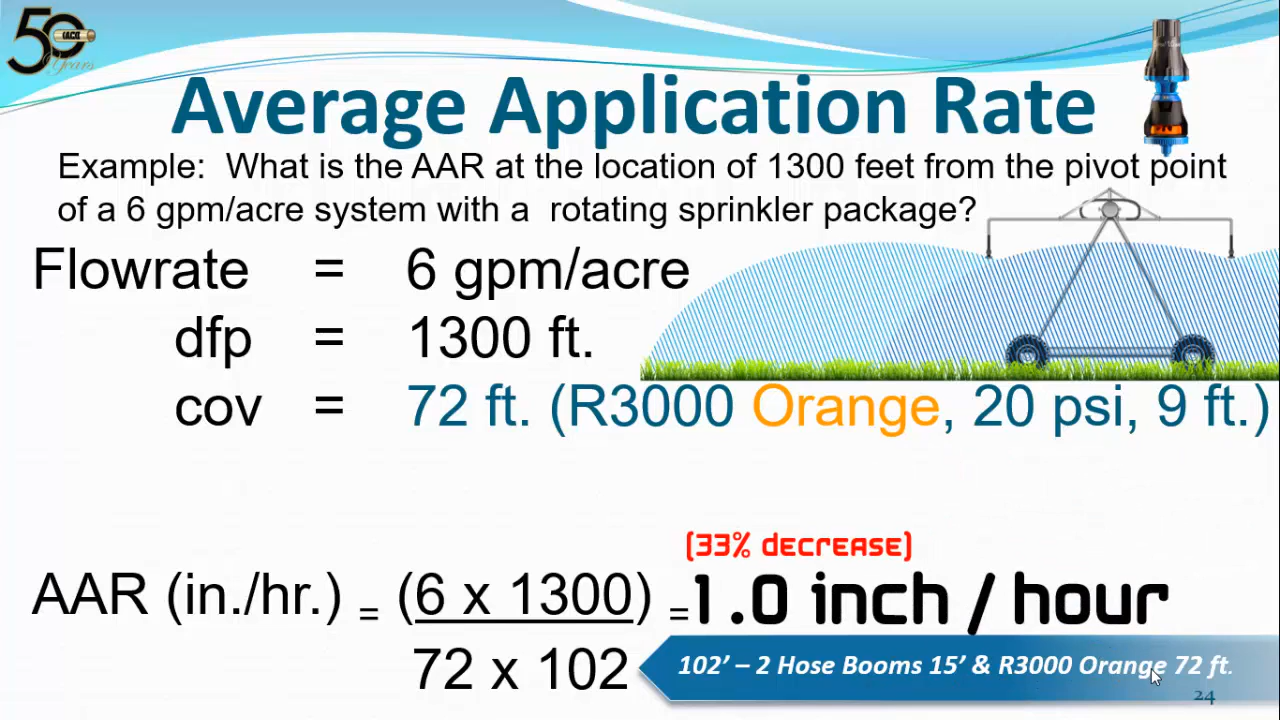 50
Years
Average Application Rate
Example: What is the AAR at the location of 1300 feet from the pivot point
of a 6 gpm/acre system with a rotating sprinkler package?
Flowrate = 6 gpm/acre
dfp = 1300 ft.
cov = 72 ft. (R3000 Orange, 20 psi, 9 ft.)
(33% decrease)
AAR (in./hr.) = (6 x 1300) = 1.0 inch / hour
72 x 102
102’ – 2 Hose Booms 15’ & R3000 Orange 72 ft.
24